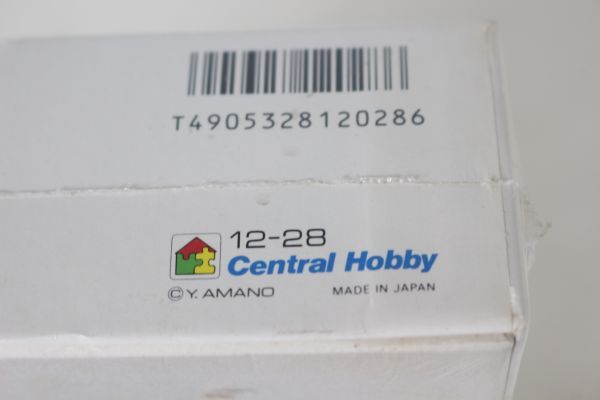 T4905328120286
12-28
Central Hobby
©Y. AMANO MADE IN JAPAN